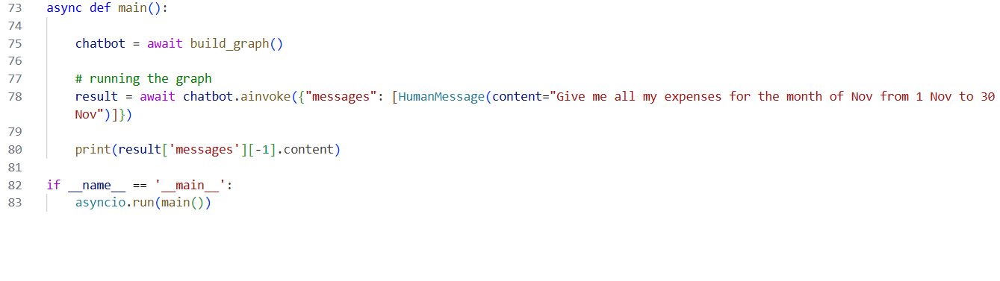 73 async def main():
74
75     chatbot = await build_graph()
76
77     # running the graph
78     result = await chatbot.ainvoke({"messages": [HumanMessage(content="Give me all my expenses for the month of Nov from 1 Nov to 30
    Nov")]})
79
80     print(result['messages'][-1].content)
81
82 if __name__ == '__main__':
83     asyncio.run(main())